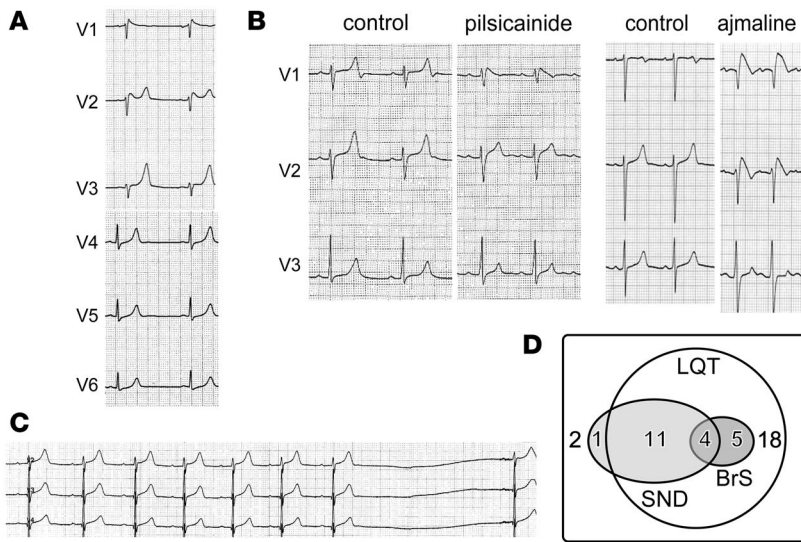 A
V1
V2
V3
V4
V5
V6
B
control pilsicainide control ajmaline
V1
V2
V3
C
D
LQT
2 1 11 4 5 18
BrS
SND